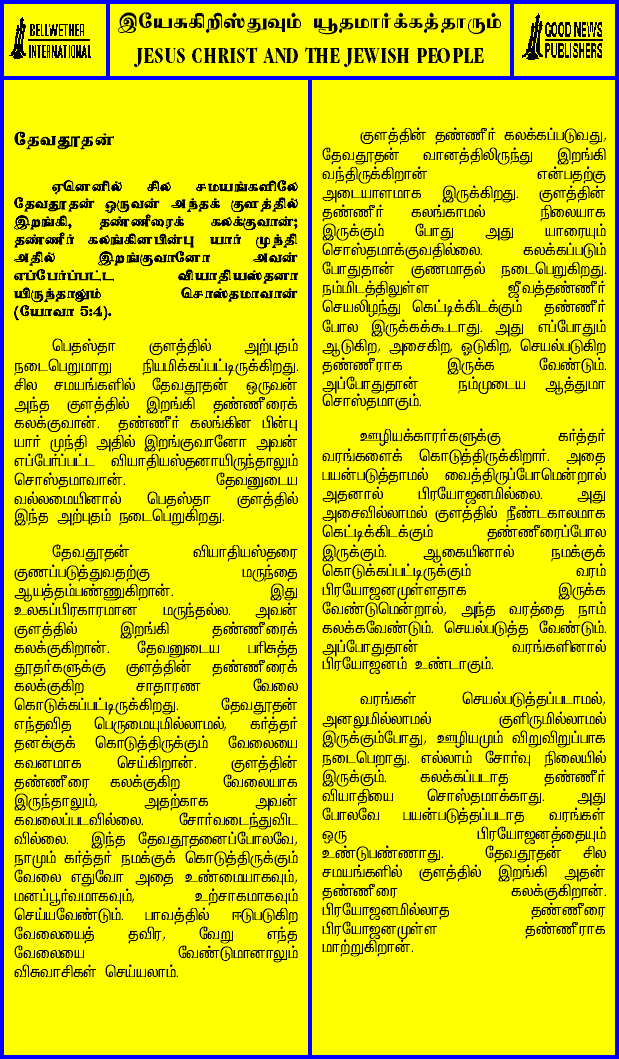 BELLWETHER
INTERNATIONAL
இயேசுகிறிஸ்துவும் யூதமார்க்கத்தாரும்
JESUS CHRIST AND THE JEWISH PEOPLE
GOOD NEWS
PUBLISHERS
தேவதூதன்
ஏனெனில் சில சமயங்களிலே
தேவதூதன் ஒருவன் அந்தக் குளத்தில்
இறங்கி, தண்ணீரைக் கலக்குவான்;
தண்ணீர் கலங்கினபின்பு யார் முந்தி
அதில் இறங்குவானோ அவன்
எப்பேர்ப்பட்ட வியாதியஸ்தனா
யிருந்தாலும் சொஸ்தமாவான்
(யோவா 5:4).
பெதஸ்தா குளத்தில் அற்புதம்
நடைபெறுமாறு நியமிக்கப்பட்டிருக்கிறது.
சில சமயங்களில் தேவதூதன் ஒருவன்
அந்த குளத்தில் இறங்கி தண்ணீரைக்
கலக்குவான். தண்ணீர் கலங்கின பின்பு
யார் முந்தி அதில் இறங்குவானோ அவன்
எப்பேர்ப்பட்ட வியாதியஸ்தனாயிருந்தாலும்
சொஸ்தமாவான். தேவனுடைய
வல்லமையினால் பெதஸ்தா குளத்தில்
இந்த அற்புதம் நடைபெறுகிறது.
தேவதூதன் வியாதியஸ்தரை
குணப்படுத்துவதற்கு மருந்தை
ஆயத்தம்பண்ணுகிறான். இது
உலகப்பிரகாரமான மருந்தல்ல. அவன்
குளத்தில் இறங்கி தண்ணீரைக்
கலக்குகிறான். தேவனுடைய பரிசுத்த
தூதர்களுக்கு குளத்தின் தண்ணீரைக்
கலக்குகிற சாதாரண வேலை
கொடுக்கப்பட்டிருக்கிறது. தேவதூதன்
எந்தவித பெருமையுமில்லாமல், கர்த்தர்
தனக்குக் கொடுத்திருக்கும் வேலையை
கவனமாக செய்கிறான். குளத்தின்
தண்ணீரை கலக்குகிற வேலையாக
இருந்தாலும், அதற்காக அவன்
கவலைப்படவில்லை. சோர்வடைந்துவிட
வில்லை. இந்த தேவதூதனைப்போலவே,
நாமும் கர்த்தர் நமக்குக் கொடுத்திருக்கும்
வேலை எதுவோ அதை உண்மையாகவும்,
மனப்பூர்வமாகவும், உற்சாகமாகவும்
செய்யவேண்டும். பாவத்தில் ஈடுபடுகிற
வேலையைத் தவிர, வேறு எந்த
வேலையை வேண்டுமானாலும்
விசுவாசிகள் செய்யலாம்.
குளத்தின் தண்ணீர் கலக்கப்படுவது,
தேவதூதன் வானத்திலிருந்து இறங்கி
வந்திருக்கிறான் என்பதற்கு
அடையாளமாக இருக்கிறது. குளத்தின்
தண்ணீர் கலங்காமல் நிலையாக
இருக்கும் போது அது யாரையும்
சொஸ்தமாக்குவதில்லை. கலக்கப்படும்
போதுதான் குணமாதல் நடைபெறுகிறது.
நம்மிடத்திலுள்ள ஜீவத்தண்ணீர்
செயலிழந்து கெட்டிக்கிடக்கும் தண்ணீர்
போல இருக்கக்கூடாது. அது எப்போதும்
ஆடுகிற, அசைகிற, ஓடுகிற, செயல்படுகிற
தண்ணீராக இருக்க வேண்டும்.
அப்போதுதான் நம்முடைய ஆத்துமா
சொஸ்தமாகும்.
ஊழியக்காரர்களுக்கு கர்த்தர்
வரங்களைக் கொடுத்திருக்கிறார். அதை
பயன்படுத்தாமல் வைத்திருப்போமென்றால்
அதனால் பிரயோஜனமில்லை. அது
அசைவில்லாமல் குளத்தில் நீண்டகாலமாக
கெட்டிக்கிடக்கும் தண்ணீரைப்போல
இருக்கும். ஆகையினால் நமக்குக்
கொடுக்கப்பட்டிருக்கும் வரம்
பிரயோஜனமுள்ளதாக இருக்க
வேண்டுமென்றால், அந்த வரத்தை நாம்
கலக்கவேண்டும். செயல்படுத்த வேண்டும்.
அப்போதுதான் வரங்களினால்
பிரயோஜனம் உண்டாகும்.
வரங்கள் செயல்படுத்தப்படாமல்,
அனலுமில்லாமல் குளிருமில்லாமல்
இருக்கும்போது, ஊழியமும் விறுவிறுப்பாக
நடைபெறாது. எல்லாம் சோர்வு நிலையில்
இருக்கும். கலக்கப்படாத தண்ணீர்
வியாதியை சொஸ்தமாக்காது. அது
போலவே பயன்படுத்தப்படாத வரங்கள்
ஒரு பிரயோஜனத்தையும்
உண்டுபண்ணாது. தேவதூதன் சில
சமயங்களில் குளத்தில் இறங்கி அதன்
தண்ணீரை கலக்குகிறான்.
பிரயோஜனமில்லாத தண்ணீரை
பிரயோஜனமுள்ள தண்ணீராக
மாற்றுகிறான்.